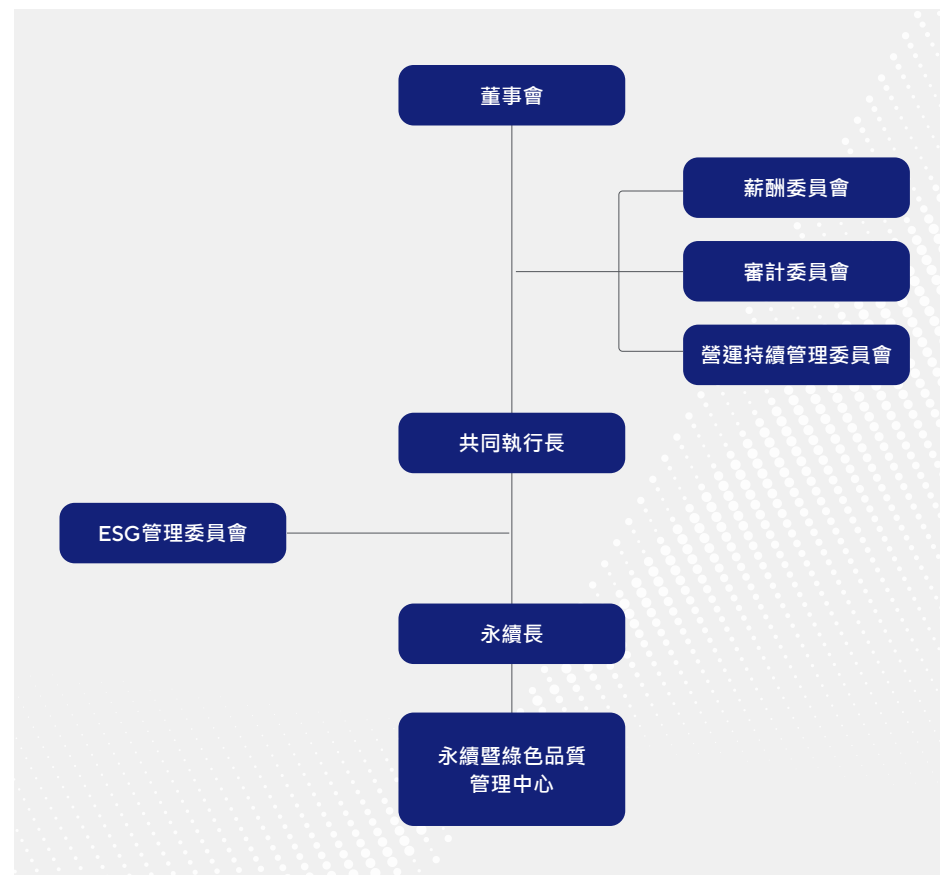 董事會
薪酬委員會
審計委員會
營運持續管理委員會
共同執行長
ESG管理委員會
永續長
永續暨綠色品質
管理中心